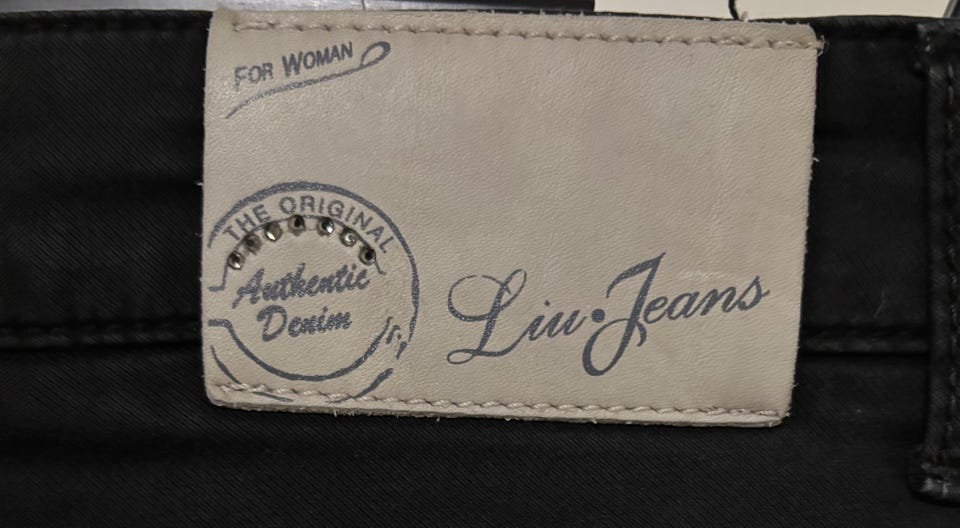 FOR WOMAN
THE ORIGINAL
Authentic
Denim
Liu•Jeans